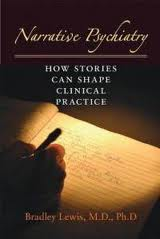 Narrative Psychiatry
HOW STORIES
CAN SHAPE
CLINICAL
PRACTICE
Bradley Lewis, M.D., Ph.D